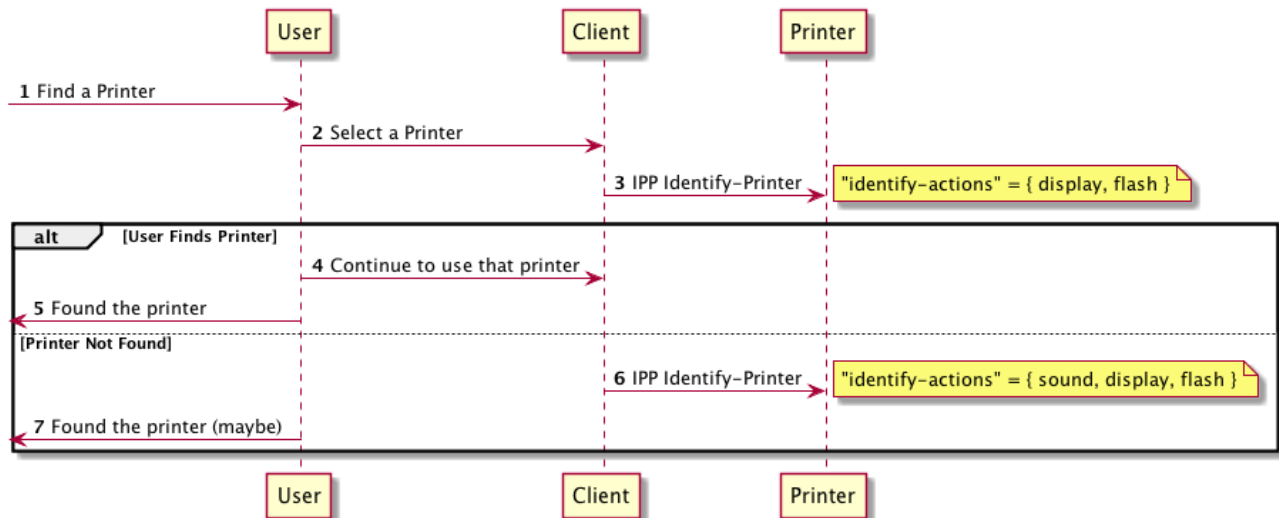 User Client Printer
1 Find a Printer
2 Select a Printer
3 IPP Identify-Printer "identify-actions" = { display, flash }
alt [User Finds Printer]
4 Continue to use that printer
5 Found the printer
[Printer Not Found]
6 IPP Identify-Printer "identify-actions" = { sound, display, flash }
7 Found the printer (maybe)
User Client Printer